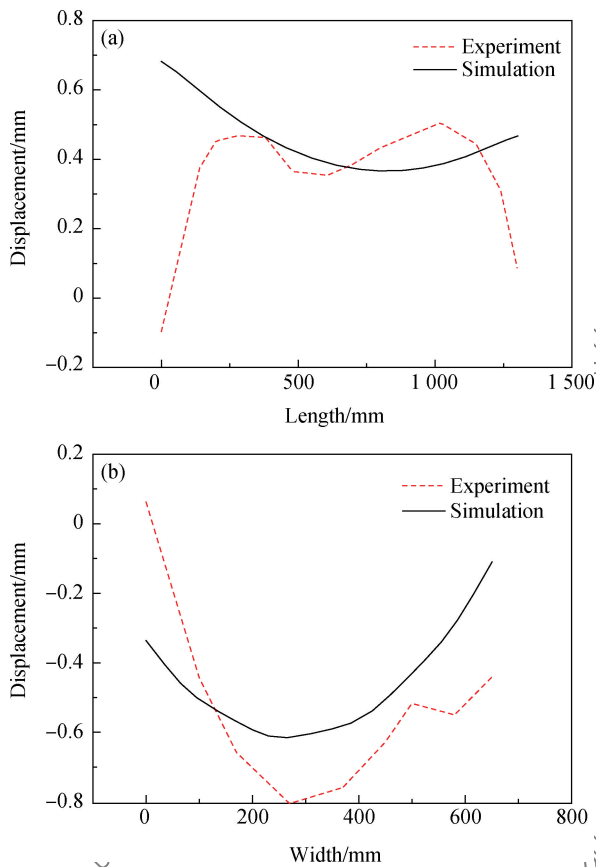 (a)
Experiment
Simulation
0.8
0.6
0.4
0.2
0
−0.2
Displacement/mm
0
500
1 000
1 500
Length/mm
(b)
Experiment
Simulation
0.2
0
−0.2
−0.4
−0.6
−0.8
Displacement/mm
0
200
400
600
800
Width/mm